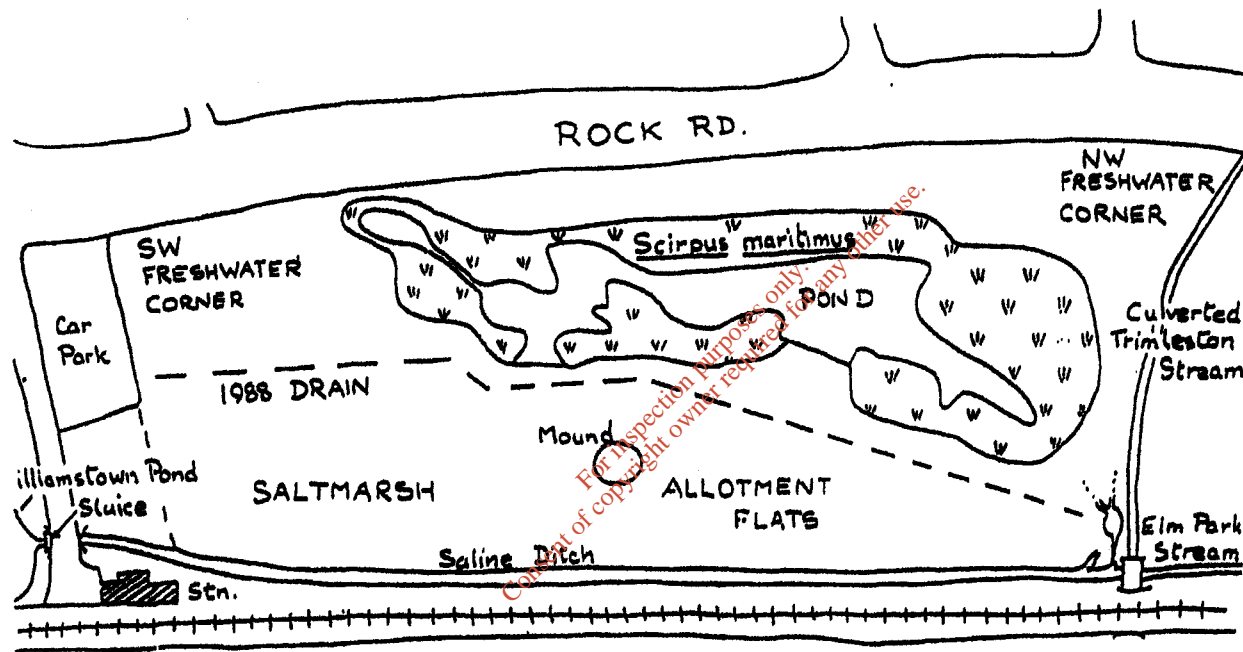 ROCK RD.
NW
FRESHWATER
CORNER
SW
FRESHWATER
CORNER
Scirpus maritimus
POND
Car
Park
Culverted
Trimleston
Stream
1988 DRAIN
Mound
illiamstown Pond
Sluice
SALTMARSH
ALLOTMENT
FLATS
Elm Park
Stream
Saline Ditch
Stn.
For inspection purposes only.
Consent of copyright owner required for any other use.